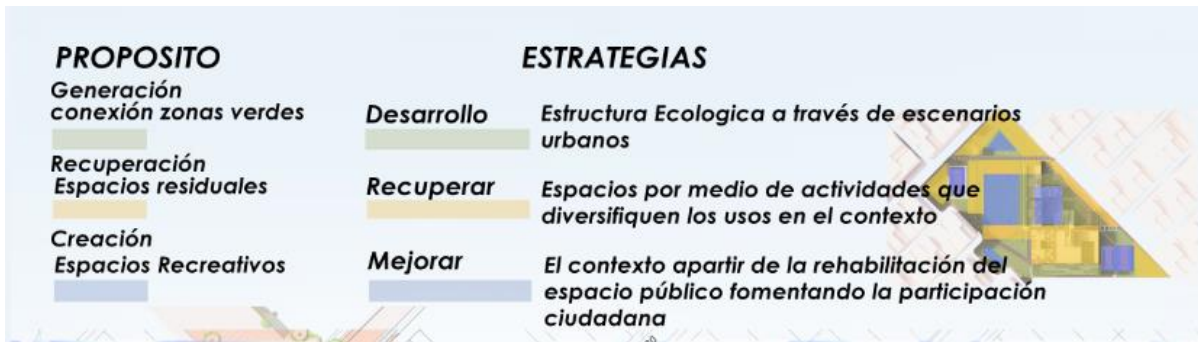 PROPOSITO
Generación
conexión zonas verdes
Recuperación
Espacios residuales
Creación
Espacios Recreativos
ESTRATEGIAS
Desarrollo
Estructura Ecologica a través de escenarios
urbanos
Recuperar
Espacios por medio de actividades que
diversifiquen los usos en el contexto
Mejorar
El contexto apartir de la rehabilitación del
espacio público fomentando la participación
ciudadana